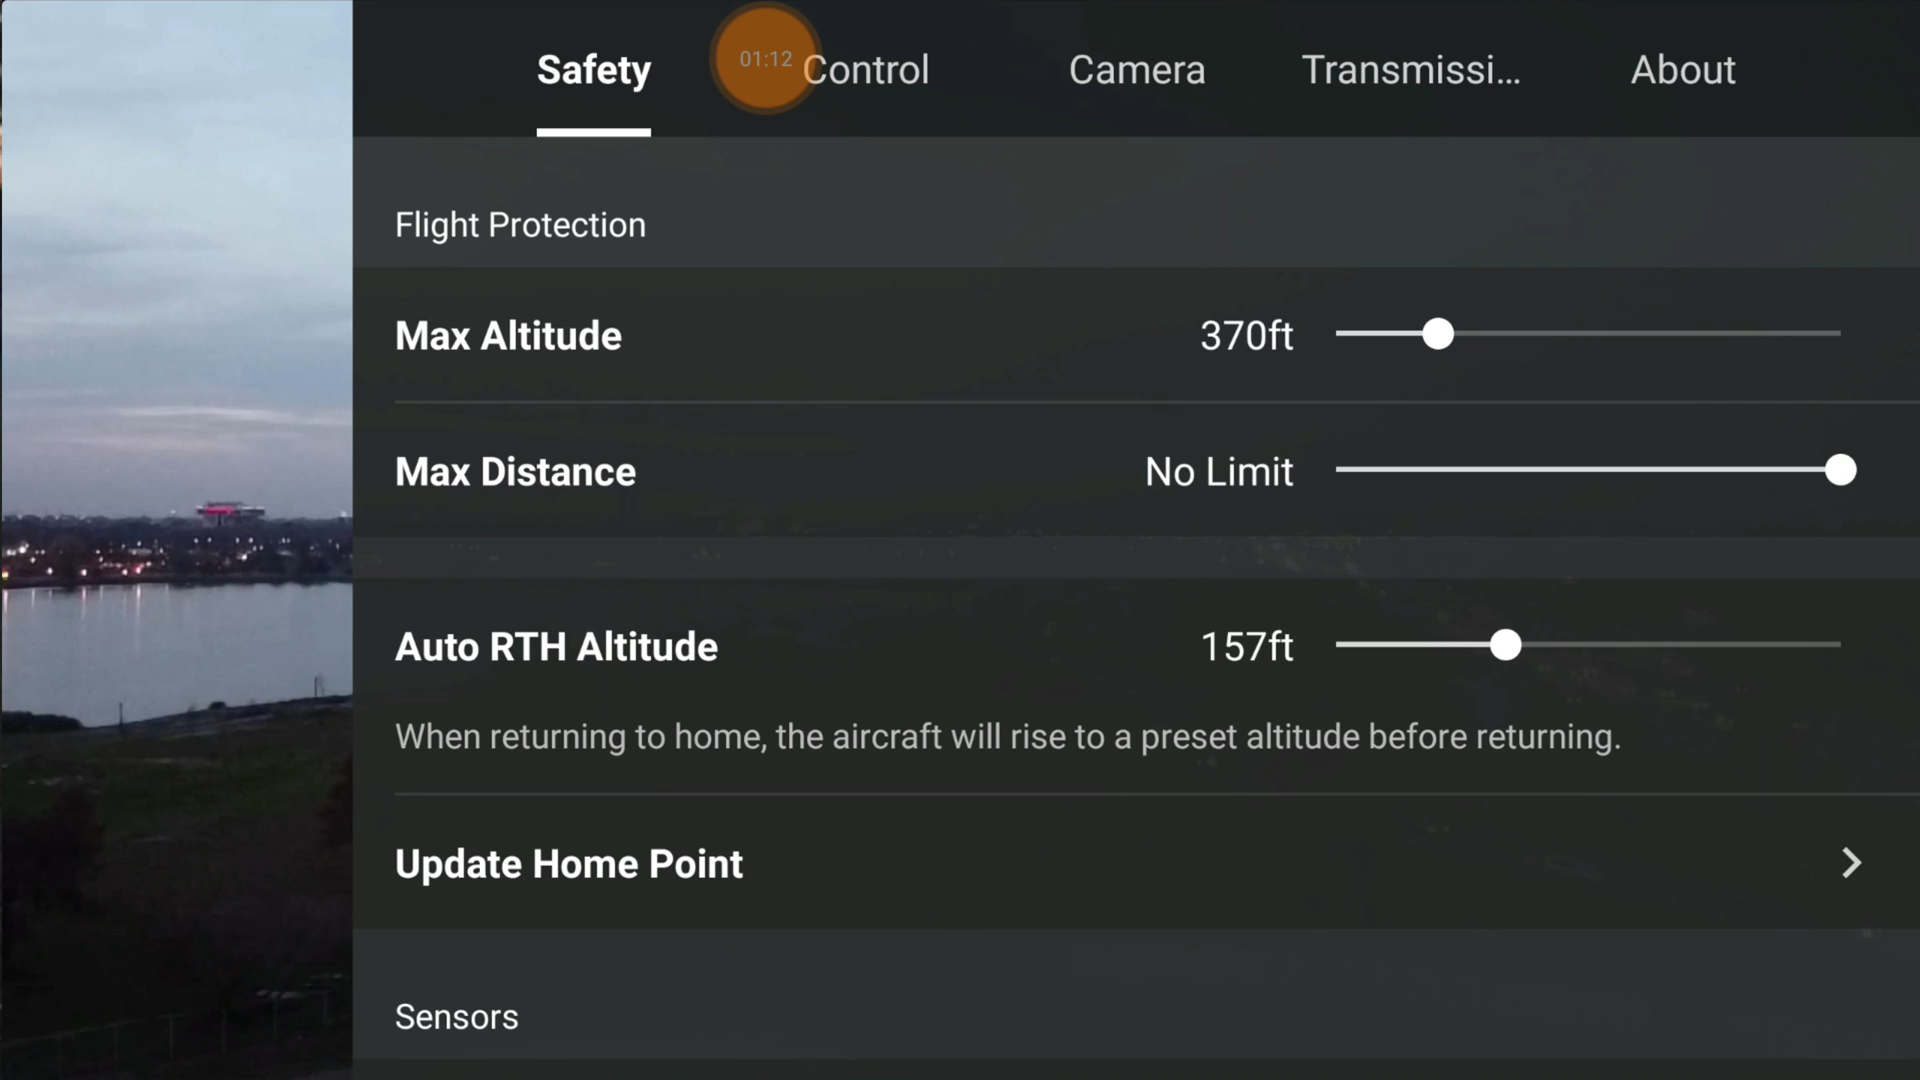 Safety
01:12
Control
Camera
Transmissi...
About
Flight Protection
Max Altitude
370ft
Max Distance
No Limit
Auto RTH Altitude
157ft
When returning to home, the aircraft will rise to a preset altitude before returning.
Update Home Point
Sensors